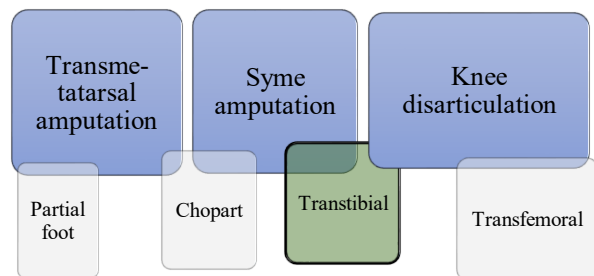 Transme-
tatarsal
amputation
Syme
amputation
Knee
disarticulation
Partial
foot
Chopart
Transtibial
Transfemoral